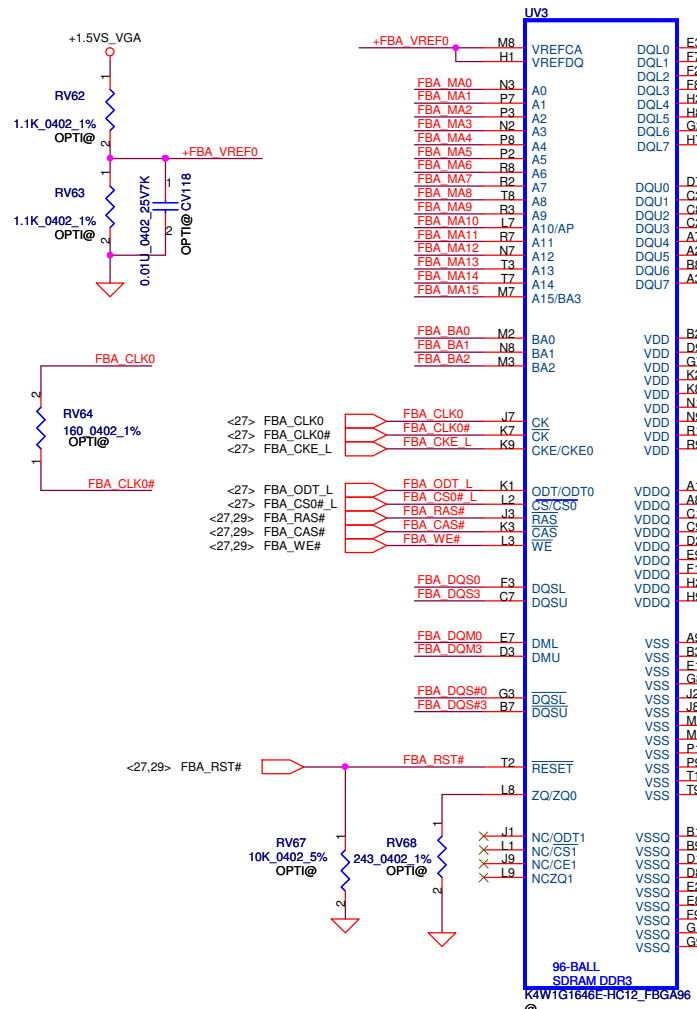 UV3
+1.5VS_VGA
1
RV62
1.1K_0402_1%
OPTI@
2
+FBA_VREF0
1
RV63
1.1K_0402_1%
OPTI@
2
1
2
0.01U_0402_25V7K
OPTI@ CV118
FBA_CLK0
2
RV64
160_0402_1%
OPTI@
1
FBA_CLK0#
+FBA_VREF0 M8 VREFCA
H1 VREFDQ
FBA_MA0 N3 A0
FBA_MA1 P7 A1
FBA_MA2 P3 A2
FBA_MA3 N2 A3
FBA_MA4 P8 A4
FBA_MA5 P2 A5
FBA_MA6 R8 A6
FBA_MA7 R2 A7
FBA_MA8 T8 A8
FBA_MA9 R3 A9
FBA_MA10 L7 A10/AP
FBA_MA11 R7 A11
FBA_MA12 N7 A12
FBA_MA13 T3 A13
FBA_MA14 T7 A14
FBA_MA15 M7 A15/BA3
FBA_BA0 M2 BA0
FBA_BA1 N8 BA1
FBA_BA2 M3 BA2
<27> FBA_CLK0 FBA_CLK0 J7 CK
<27> FBA_CLK0# FBA_CLK0# K7 CK
<27> FBA_CKE_L FBA_CKE_L K9 CKE/CKE0
<27> FBA_ODT_L FBA_ODT_L K1 ODT/ODT0
<27> FBA_CS0#_L FBA_CS0#_L L2 CS/CS0
<27,29> FBA_RAS# FBA_RAS# J3 RAS
<27,29> FBA_CAS# FBA_CAS# K3 CAS
<27,29> FBA_WE# FBA_WE# L3 WE
FBA_DQS0 F3 DQSL
FBA_DQS3 C7 DQSU
FBA_DQM0 E7 DML
FBA_DQM3 D3 DMU
FBA_DQS#0 G3 DQSL
FBA_DQS#3 B7 DQSU
<27,29> FBA_RST# FBA_RST# T2 RESET
L8 ZQ/ZQ0
J1 NC/ODT1
L1 NC/CS1
J9 NC/CE1
L9 NCZQ1
1
RV67
10K_0402_5%
OPTI@
2
1
RV68
243_0402_1%
OPTI@
2
DQL0
DQL1
DQL2
DQL3
DQL4
DQL5
DQL6
DQL7
DQU0
DQU1
DQU2
DQU3
DQU4
DQU5
DQU6
DQU7
VDD
VDD
VDD
VDD
VDD
VDD
VDD
VDD
VDD
VDDQ
VDDQ
VDDQ
VDDQ
VDDQ
VDDQ
VDDQ
VDDQ
VDDQ
VSS
VSS
VSS
VSS
VSS
VSS
VSS
VSS
VSS
VSS
VSS
VSS
VSSQ
VSSQ
VSSQ
VSSQ
VSSQ
VSSQ
VSSQ
VSSQ
VSSQ
96-BALL
SDRAM DDR3
K4W1G1646E-HC12_FBGA96